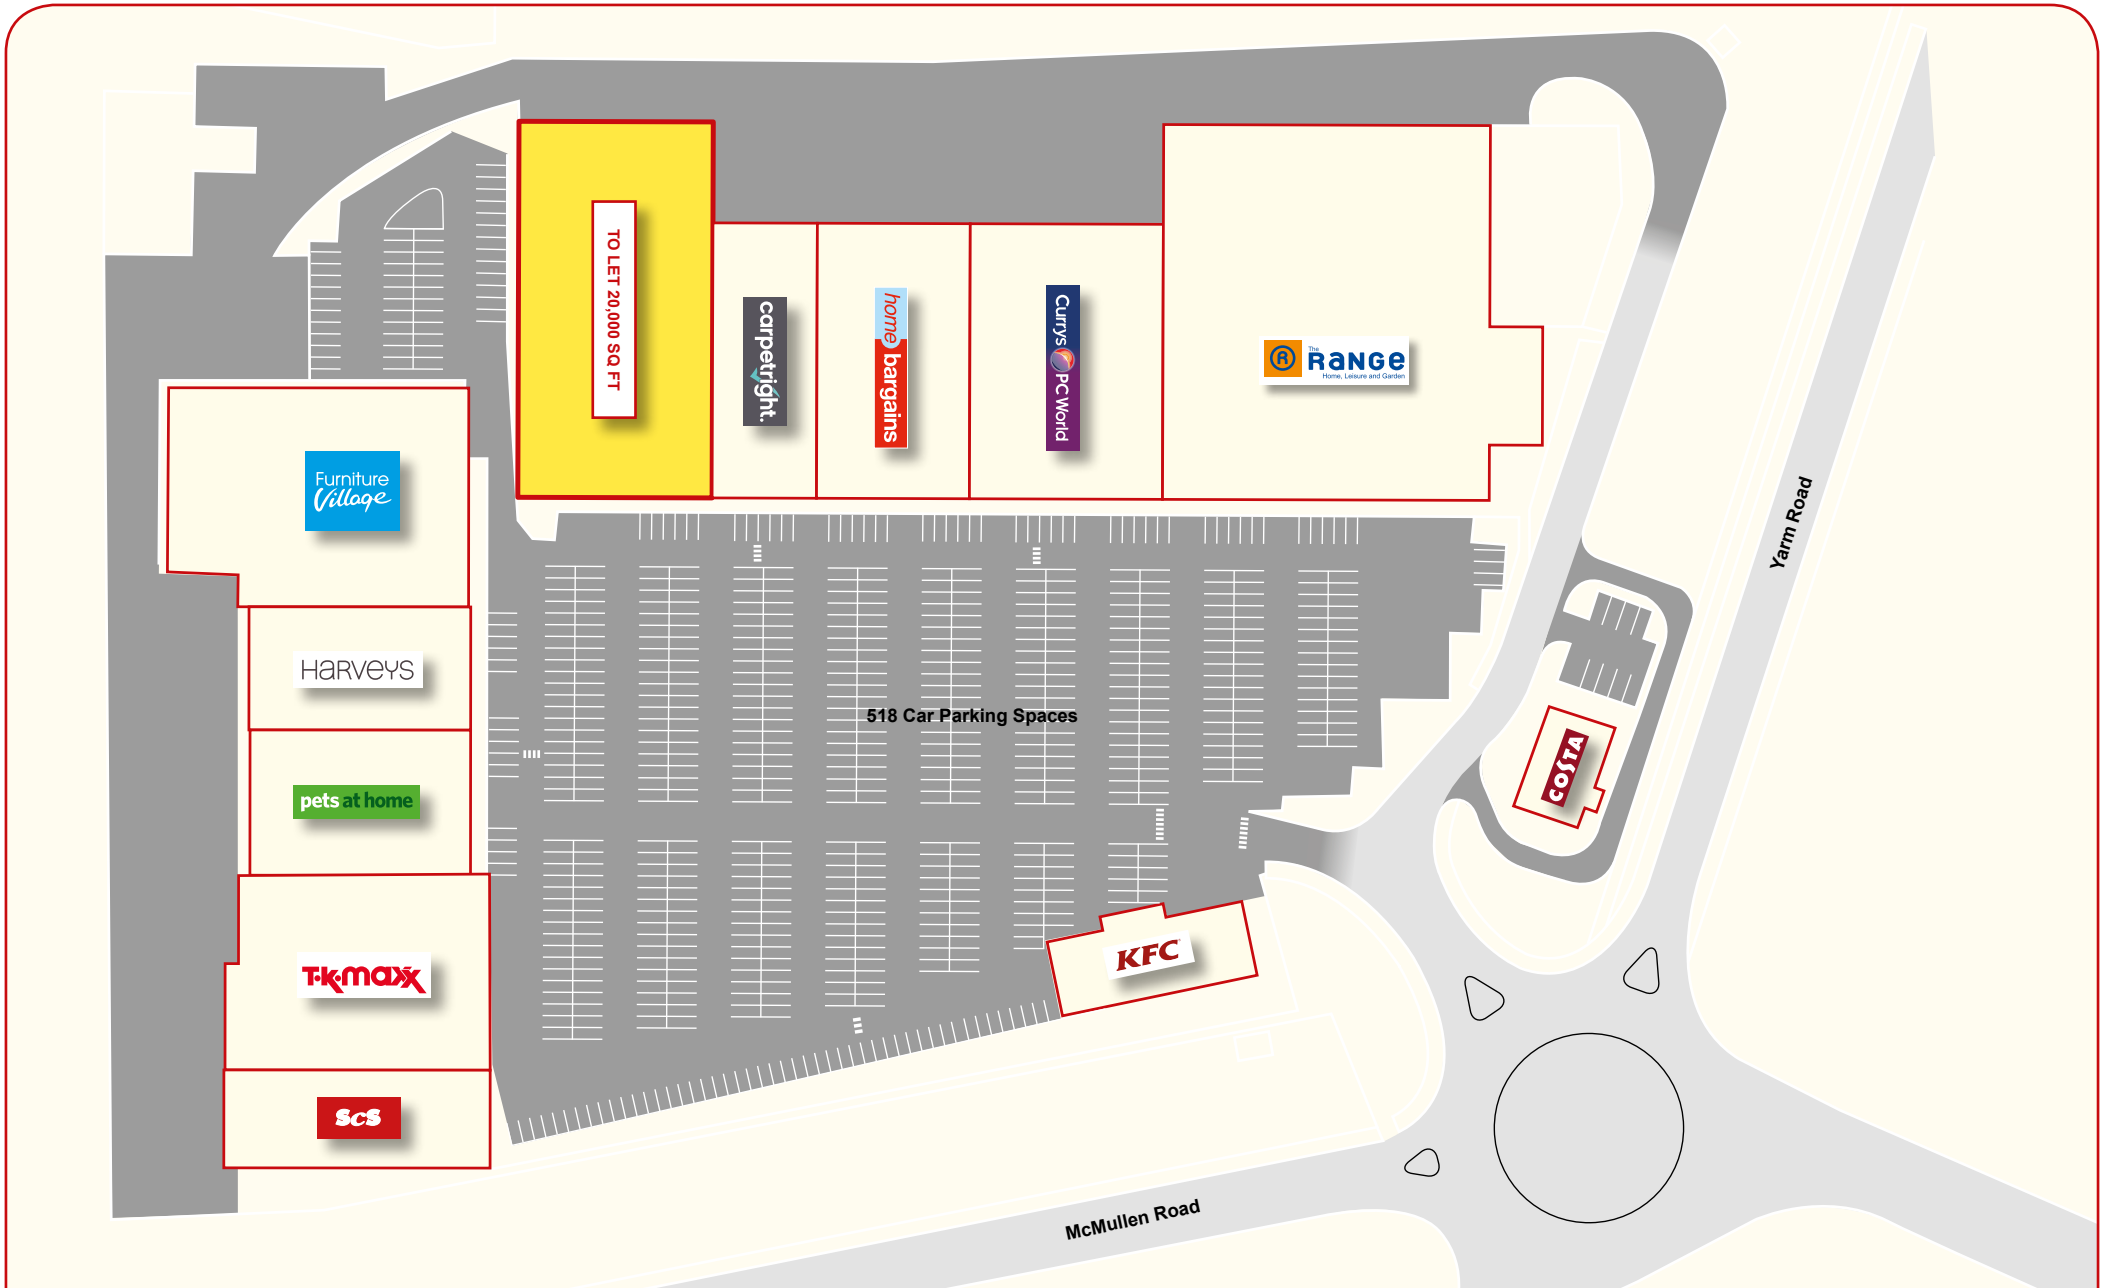 TO LET 20,000 SQ FT
carpetright.
home bargains
Currys PC World
R
The
RANGE
Home, Leisure and Garden
Furniture
Village
HARVEYS
pets at home
T·K·maxx
scs
518 Car Parking Spaces
KFC
COSTA
Yarm Road
McMullen Road